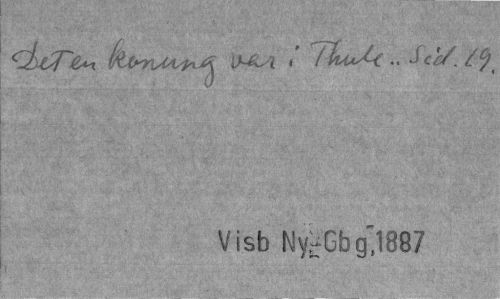 Det en konung var i Thule.. Sid. 19.
Visb Ny-Gbg,1887